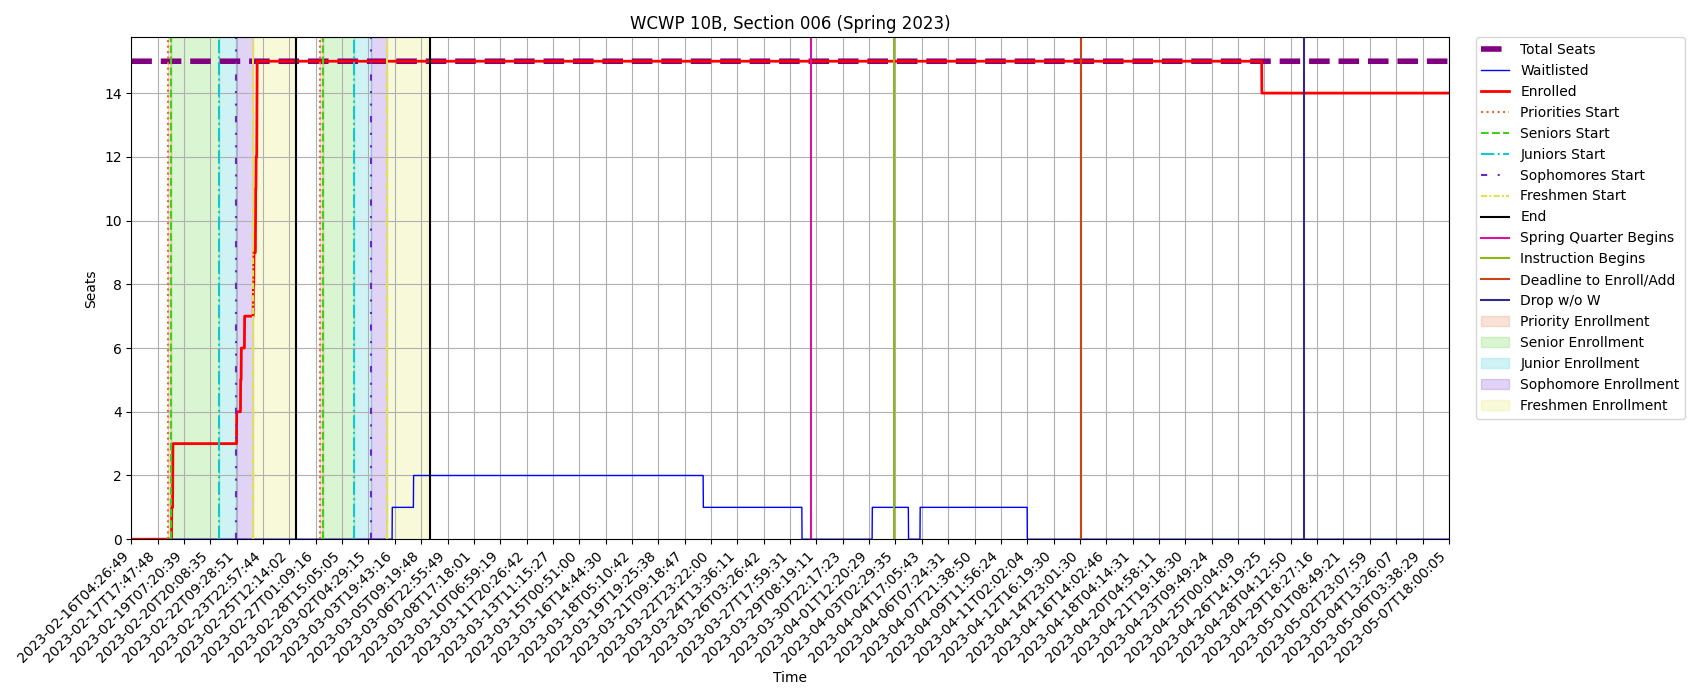 WCWP 10B, Section 006 (Spring 2023)
Seats
14
12
10
8
6
4
2
0
2023-02-16T04:26:49
2023-02-17T17:47:48
2023-02-19T07:20:39
2023-02-20T20:08:35
2023-02-22T09:28:51
2023-02-23T22:57:44
2023-02-25T12:14:02
2023-02-27T01:09:16
2023-02-28T15:05:05
2023-03-02T04:29:15
2023-03-03T19:43:16
2023-03-05T09:19:48
2023-03-06T22:55:49
2023-03-08T17:18:01
2023-03-10T06:59:19
2023-03-11T20:26:42
2023-03-13T11:15:27
2023-03-15T00:51:00
2023-03-16T14:44:30
2023-03-18T05:10:42
2023-03-19T19:25:38
2023-03-21T09:18:47
2023-03-22T23:22:00
2023-03-24T13:36:11
2023-03-26T03:26:42
2023-03-27T17:59:31
2023-03-29T08:19:11
2023-03-30T22:17:23
2023-04-01T12:20:29
2023-04-03T02:29:35
2023-04-04T17:05:43
2023-04-06T07:24:31
2023-04-07T21:38:50
2023-04-09T11:56:24
2023-04-11T02:02:04
2023-04-12T16:19:30
2023-04-14T23:01:30
2023-04-16T14:02:46
2023-04-18T04:14:31
2023-04-20T04:58:11
2023-04-21T19:18:30
2023-04-23T09:49:24
2023-04-25T00:04:09
2023-04-26T14:19:25
2023-04-28T04:12:50
2023-04-29T18:27:16
2023-05-01T08:49:21
2023-05-02T23:07:59
2023-05-04T13:26:07
2023-05-06T03:38:29
2023-05-07T18:00:05
Time
Total Seats
Waitlisted
Enrolled
Priorities Start
Seniors Start
Juniors Start
Sophomores Start
Freshmen Start
End
Spring Quarter Begins
Instruction Begins
Deadline to Enroll/Add
Drop w/o W
Priority Enrollment
Senior Enrollment
Junior Enrollment
Sophomore Enrollment
Freshmen Enrollment